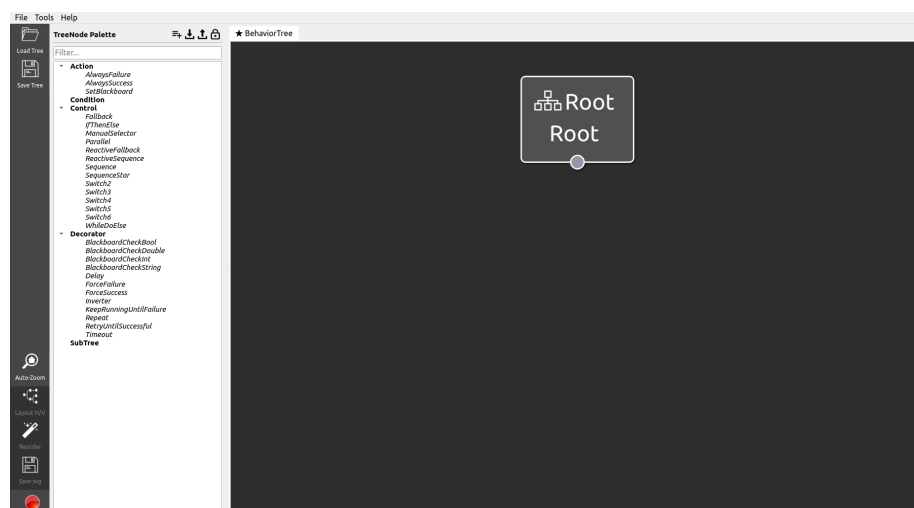 File Tools Help
Load Tree
Save Tree
TreeNode Palette
Filter...
Action
AlwaysFailure
AlwaysSuccess
SetBlackboard
Condition
Control
Fallback
IfThenElse
ManualSelector
Parallel
ReactiveFallback
ReactiveSequence
Sequence
SequenceStar
Switch2
Switch3
Switch4
Switch5
Switch6
WhileDoElse
Decorator
BlackboardCheckBool
BlackboardCheckDouble
BlackboardCheckInt
BlackboardCheckString
Delay
ForceFailure
ForceSuccess
Inverter
KeepRunningUntilFailure
Repeat
RetryUntilSuccessful
Timeout
SubTree
Auto-Zoom
Layout H/V
Reorder
Save svg
★ BehaviorTree
Root
Root